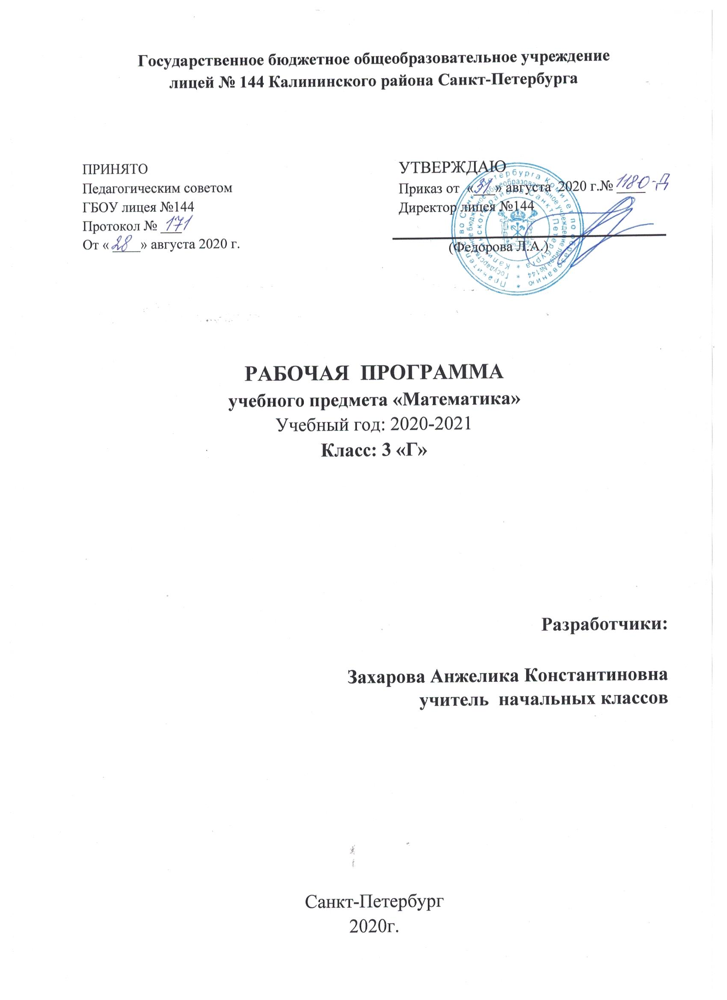 Государственное бюджетное общеобразовательное учреждение
лицей № 144 Калининского района Санкт-Петербурга
ПРИНЯТО
Педагогическим советом
ГБОУ лицея №144
Протокол № 171
От «28» августа 2020 г.
УТВЕРЖДАЮ
Приказ от «31» августа 2020 г.№ 1180-Д
Директор лицея №144
(Федорова Л.А.)
Правительство Санкт-Петербурга Комитет по образованию *
Государственное бюджетное общеобразовательное учреждение лицей №144 *
Калининского района Санкт-Петербурга *
РАБОЧАЯ ПРОГРАММА
учебного предмета «Математика»
Учебный год: 2020-2021
Класс: 3 «Г»
Разработчики:
Захарова Анжелика Константиновна
учитель начальных классов
Санкт-Петербург
2020г.